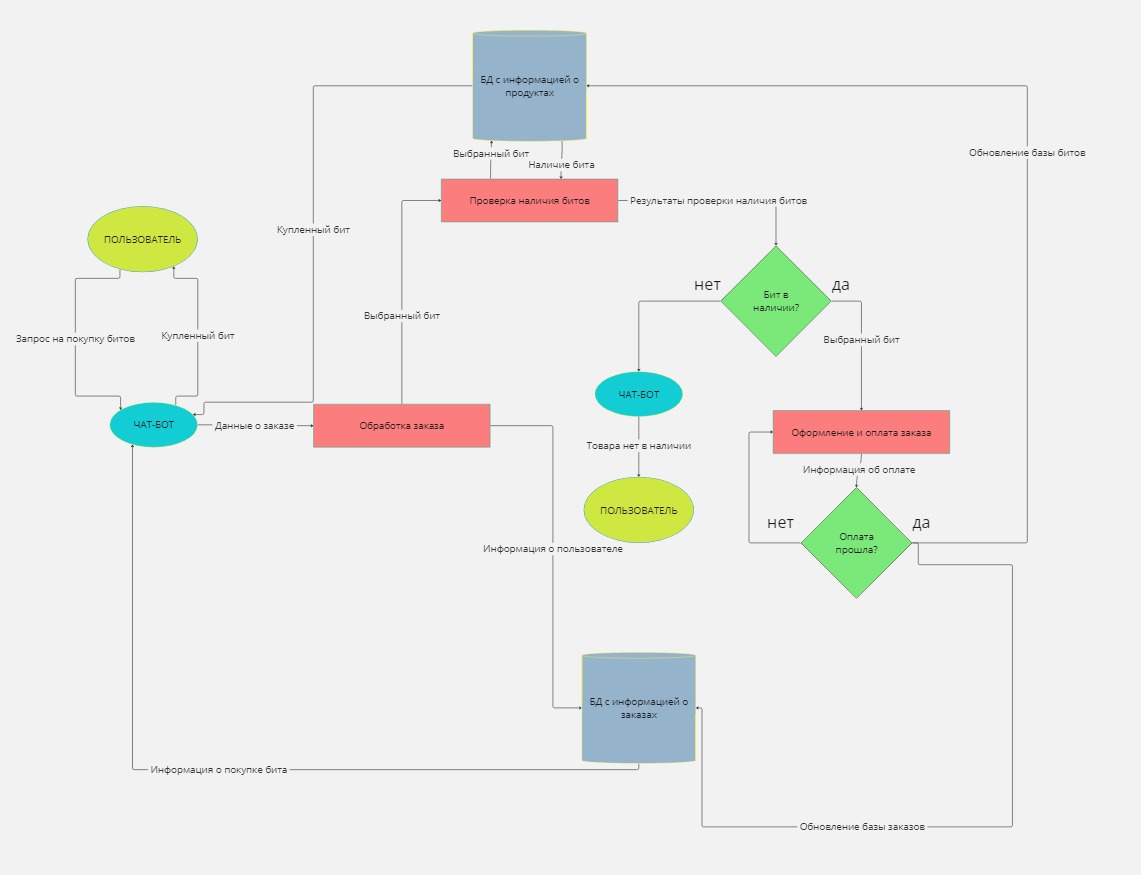 БД с информацией о
продуктах
Выбранный бит
Наличие бита
Обновление базы битов
Проверка наличия битов
Результаты проверки наличия битов
Купленный бит
ПОЛЬЗОВАТЕЛЬ
нет
да
Бит в
наличии?
Выбранный бит
Запрос на покупку битов
Купленный бит
Выбранный бит
ЧАТ-БОТ
ЧАТ-БОТ
Данные о заказе
Обработка заказа
Оформление и оплата заказа
Товара нет в наличии
Информация об оплате
ПОЛЬЗОВАТЕЛЬ
нет
да
Оплата
прошла?
Информация о пользователе
БД с информацией о
заказах
Информация о покупке бита
Обновление базы заказов